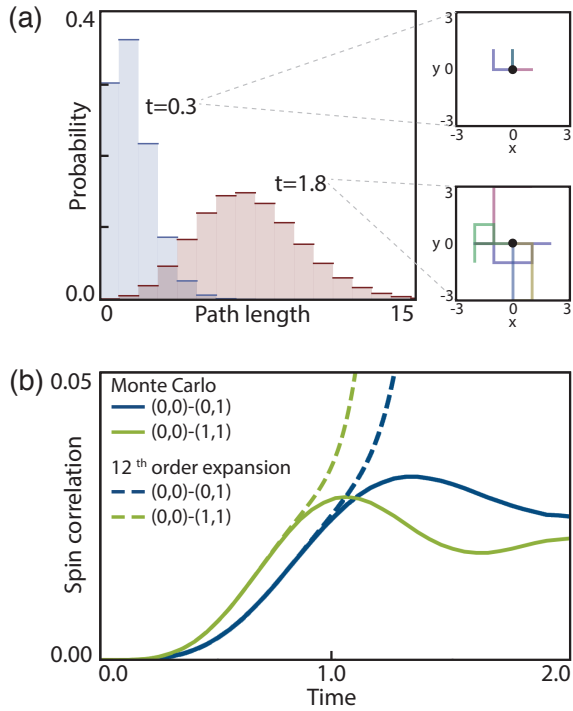 (a)
0.4
Probability
0.0
0
Path length
15
t=0.3
t=1.8
3
y 0
-3
-3
0
3
x
3
y 0
-3
-3
0
3
x
(b)
0.05
Spin correlation
0.00
Monte Carlo
(0,0)-(0,1)
(0,0)-(1,1)
12 th order expansion
(0,0)-(0,1)
(0,0)-(1,1)
0.0
1.0
2.0
Time